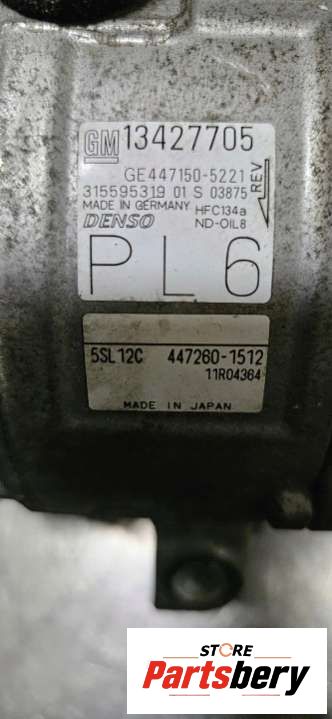 GM 13427705
GE447150-5221
315595319 01 S 03875
MADE IN GERMANY HFC134a
DENSO ND-OIL8
REV
PL6
5SL12C 447260-1512
11R04364
MADE IN JAPAN
STORE
Partsbery